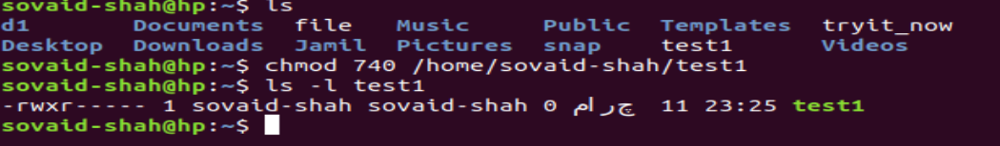 sovaid-shah@hp:~$ ls
d1 Documents file Music Public Templates tryit_now
Desktop Downloads Jamil Pictures snap test1 Videos
sovaid-shah@hp:~$ chmod 740 /home/sovaid-shah/test1
sovaid-shah@hp:~$ ls -l test1
-rwxr----- 1 sovaid-shah sovaid-shah 0 مار چ 11 23:25 test1
sovaid-shah@hp:~$